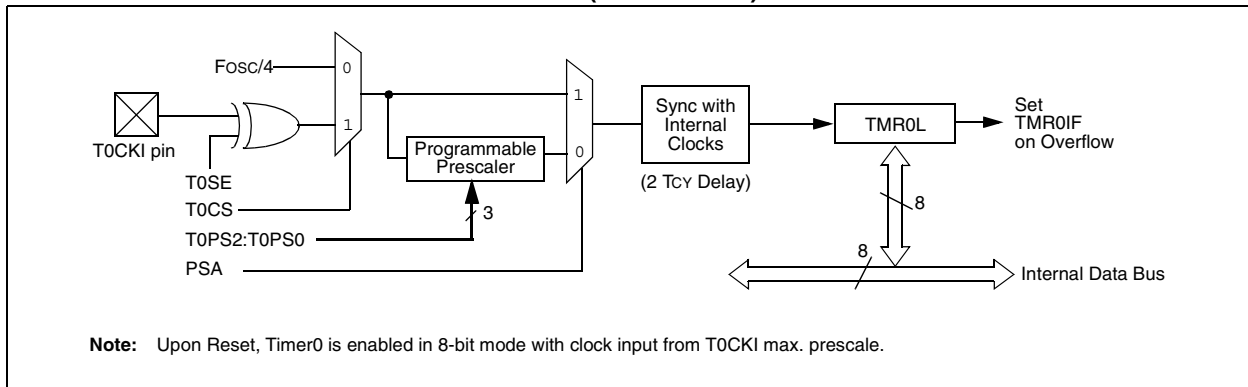 FOSC/4
0
1
T0CKI pin
T0SE
T0CS
T0PS2:T0PS0
PSA
Programmable
Prescaler
3
1
0
Sync with
Internal
Clocks
(2 TCY Delay)
TMR0L
Set
TMR0IF
on Overflow
8
8
Internal Data Bus
Note: Upon Reset, Timer0 is enabled in 8-bit mode with clock input from T0CKI max. prescale.